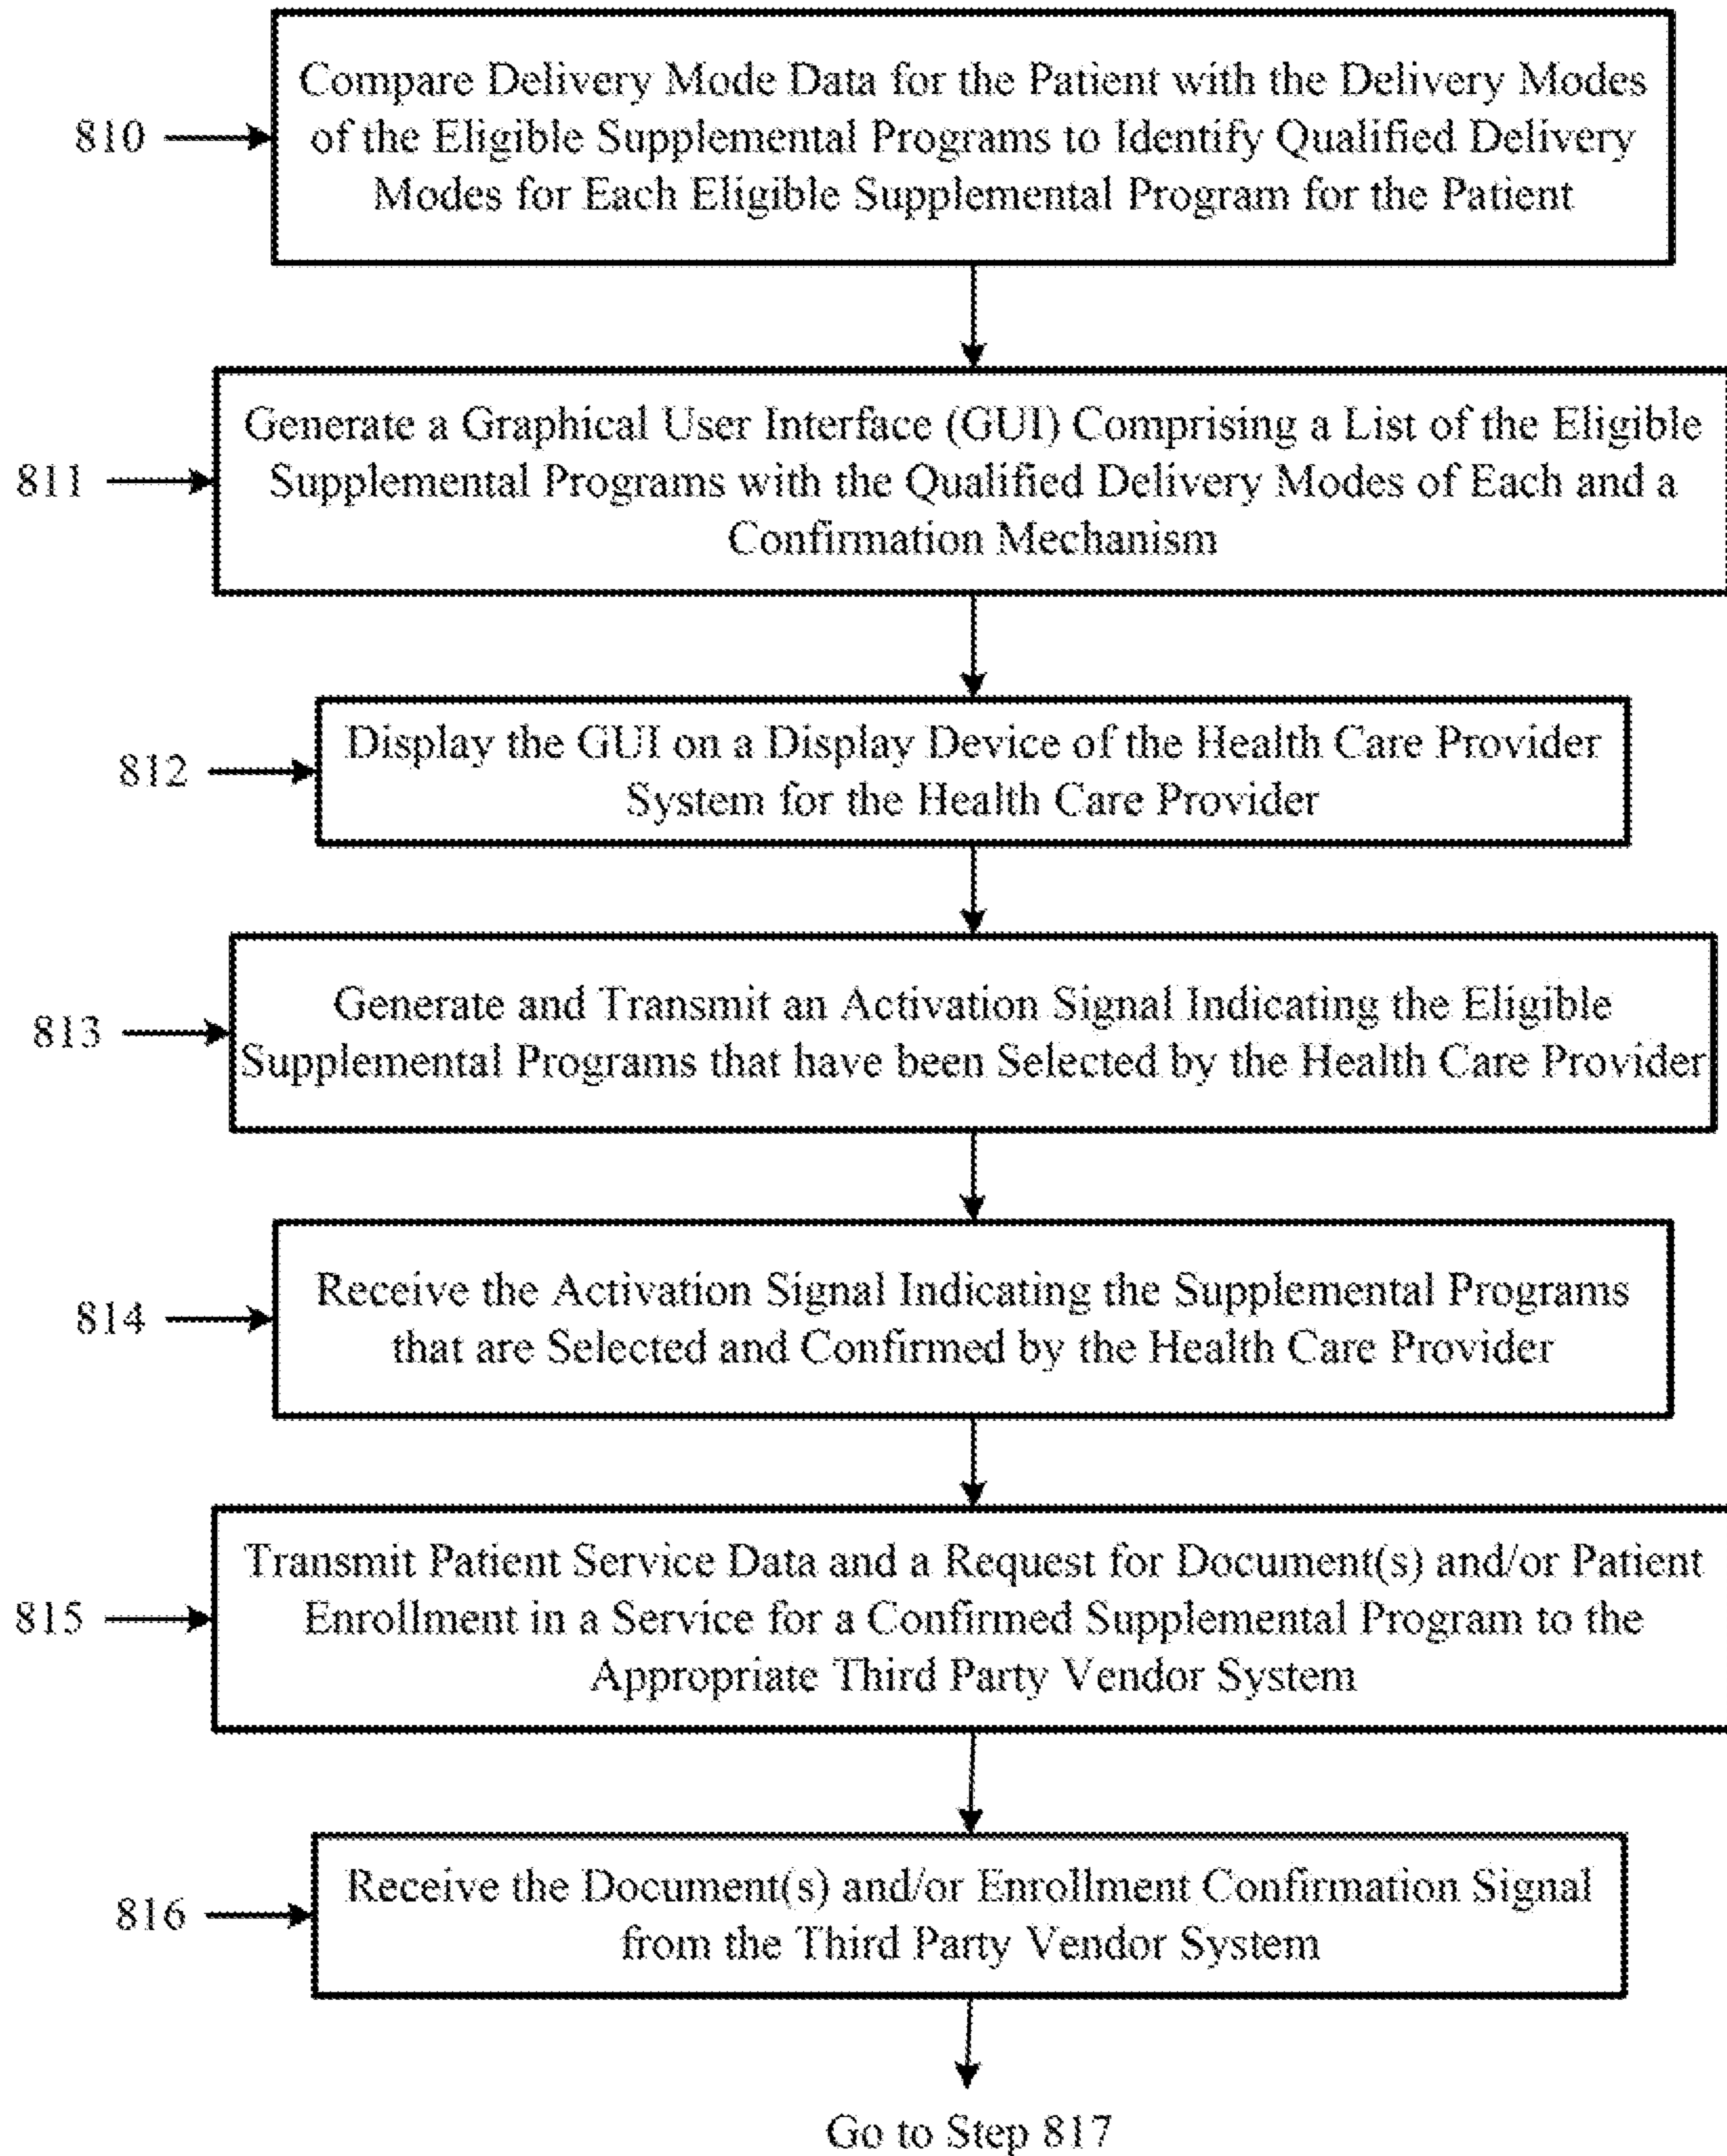 Compare Delivery Mode Data for the Patient with the Delivery Modes
810
of the Eligible Supplemental Programs to Identify Qualified Delivery
Modes for Each Eligible Supplemental Program for the Patient
Generate a Graphical User Interface (GUI) Comprising a List of the Eligible
811
Supplemental Programs with the Qualified Delivery Modes of Each and a
Confirmation Mechanism
Display the GUI on a Display Device of the Health Care Provider
812
System for the Health Care Provider
Generate and Transmit an Activation Signal Indicating the Eligible
813
Supplemental Programs that have been Selected by the Health Care Provider
Receive the Activation Signal Indicating the Supplemental Programs
814
that are Selected and Confirmed by the Health Care Provider
Transmit Patient Service Data and a Request for Document(s) and/or Patient
815
Enrollment in a Service for a Confirmed Supplemental Program to the
Appropriate Third Party Vendor System
Receive the Document(s) and/or Enrollment Confirmation Signal
816
from the Third Party Vendor System
Go to Step 817